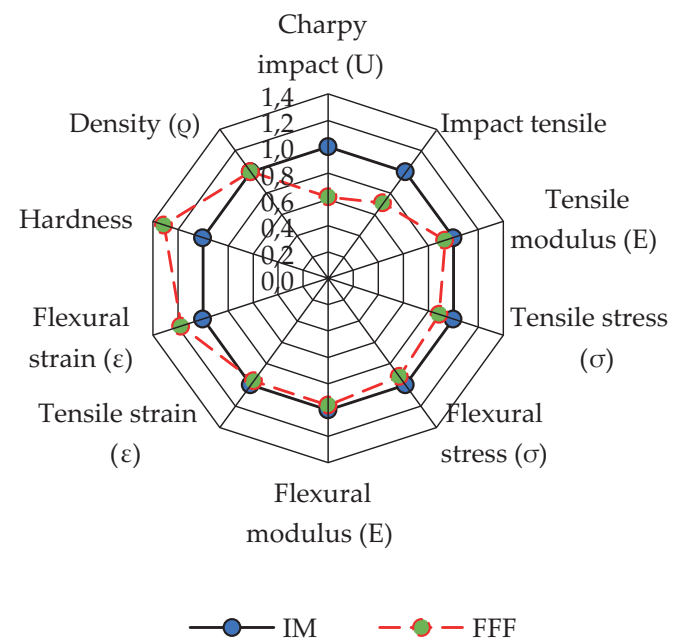 Charpy
impact (U)
Impact tensile
Tensile
modulus (E)
Tensile stress
(σ)
Flexural
stress (σ)
Flexural
modulus (E)
Tensile strain
(ε)
Flexural
strain (ε)
Hardness
Density (ρ)
1,4
1,2
1,0
0,8
0,6
0,4
0,2
0,0
IM
FFF